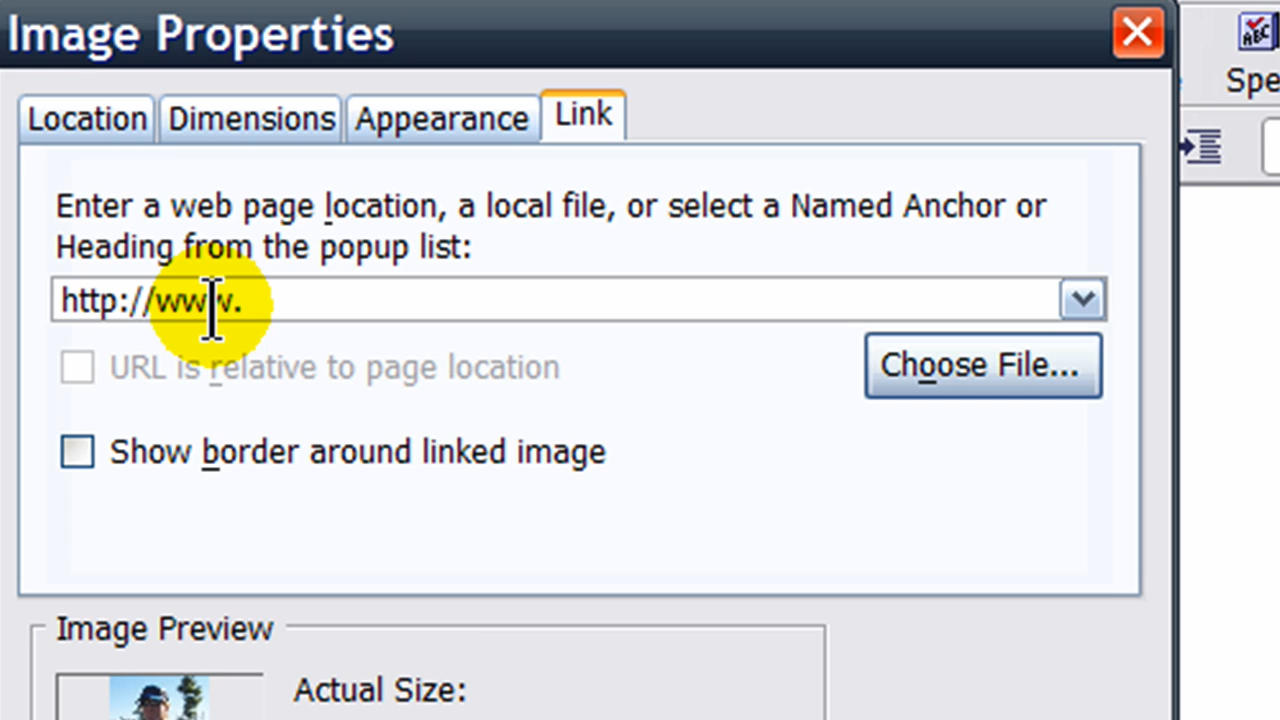 Image Properties
ABC
Spe
Location Dimensions Appearance Link
Enter a web page location, a local file, or select a Named Anchor or
Heading from the popup list:
http://www.
URL is relative to page location
Choose File...
Show border around linked image
Image Preview
Actual Size: